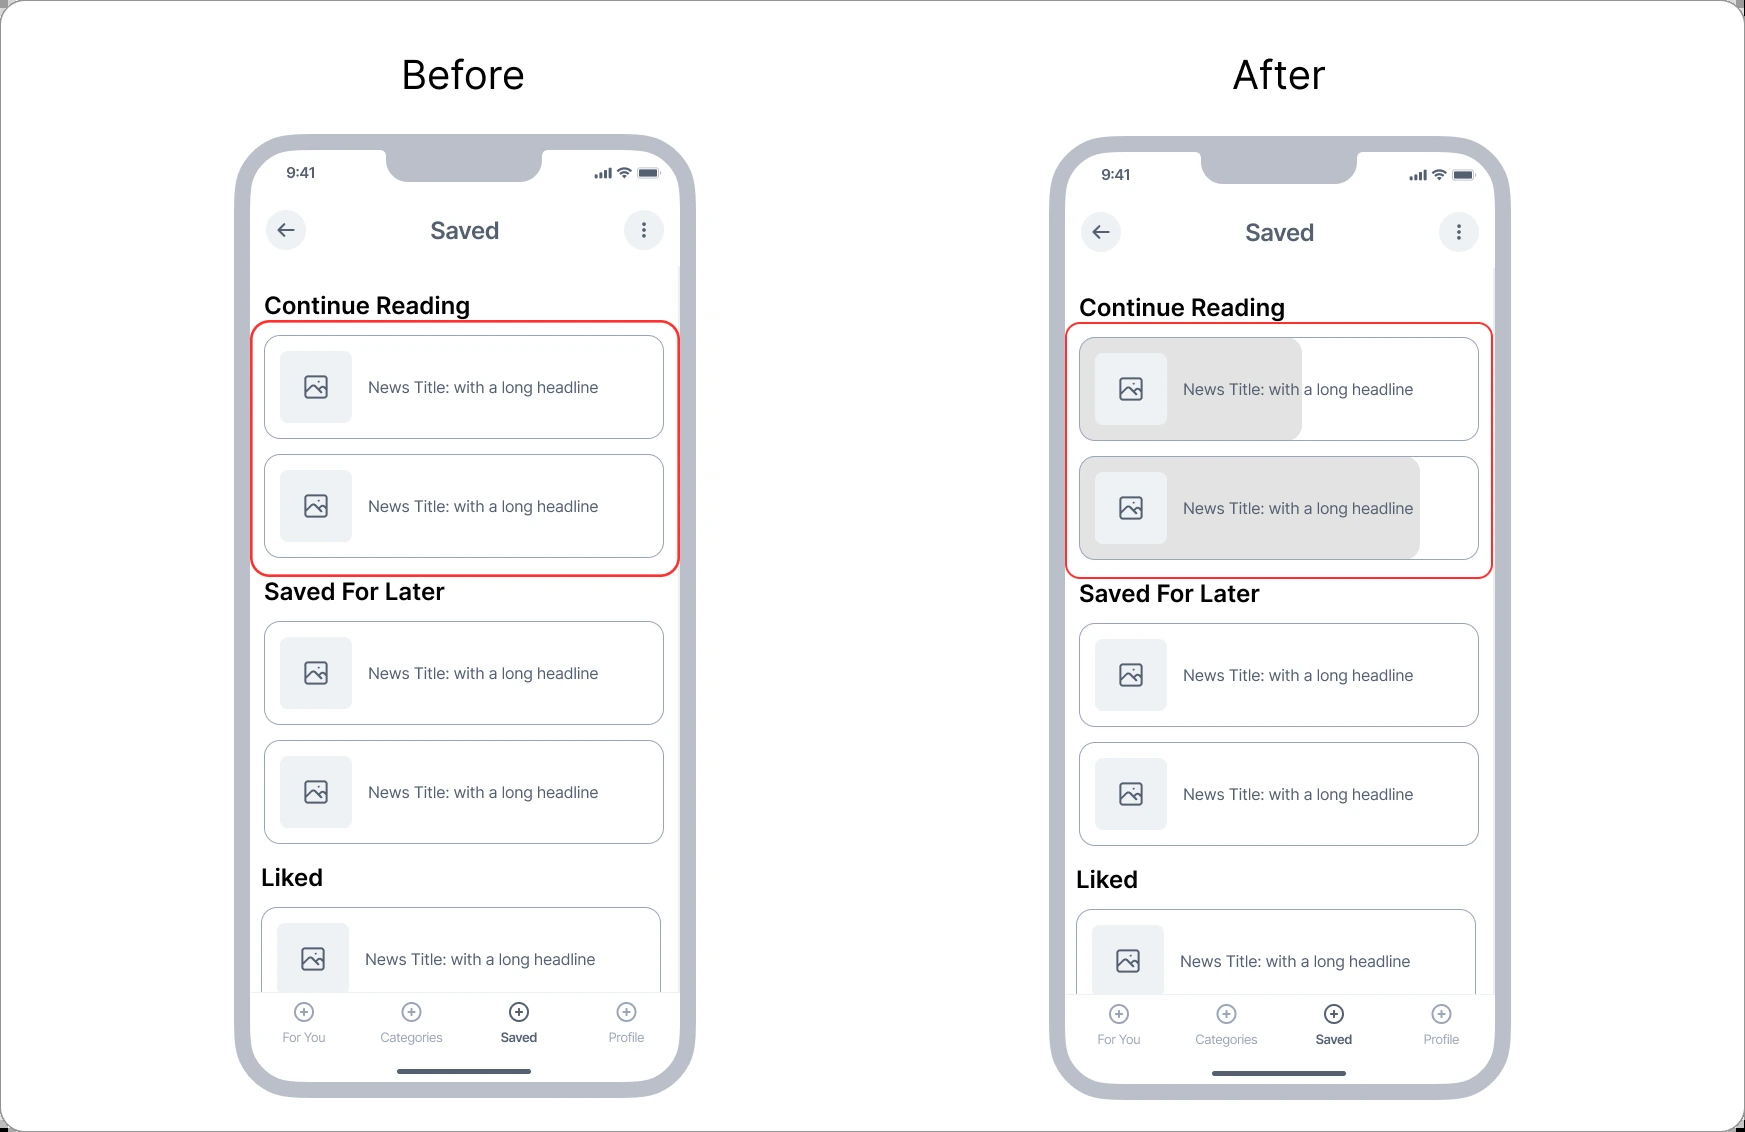 Before
9:41
Saved
Continue Reading
News Title: with a long headline
News Title: with a long headline
Saved For Later
News Title: with a long headline
News Title: with a long headline
Liked
News Title: with a long headline
For You
Categories
Saved
Profile
After
9:41
Saved
Continue Reading
News Title: with a long headline
News Title: with a long headline
Saved For Later
News Title: with a long headline
News Title: with a long headline
Liked
News Title: with a long headline
For You
Categories
Saved
Profile